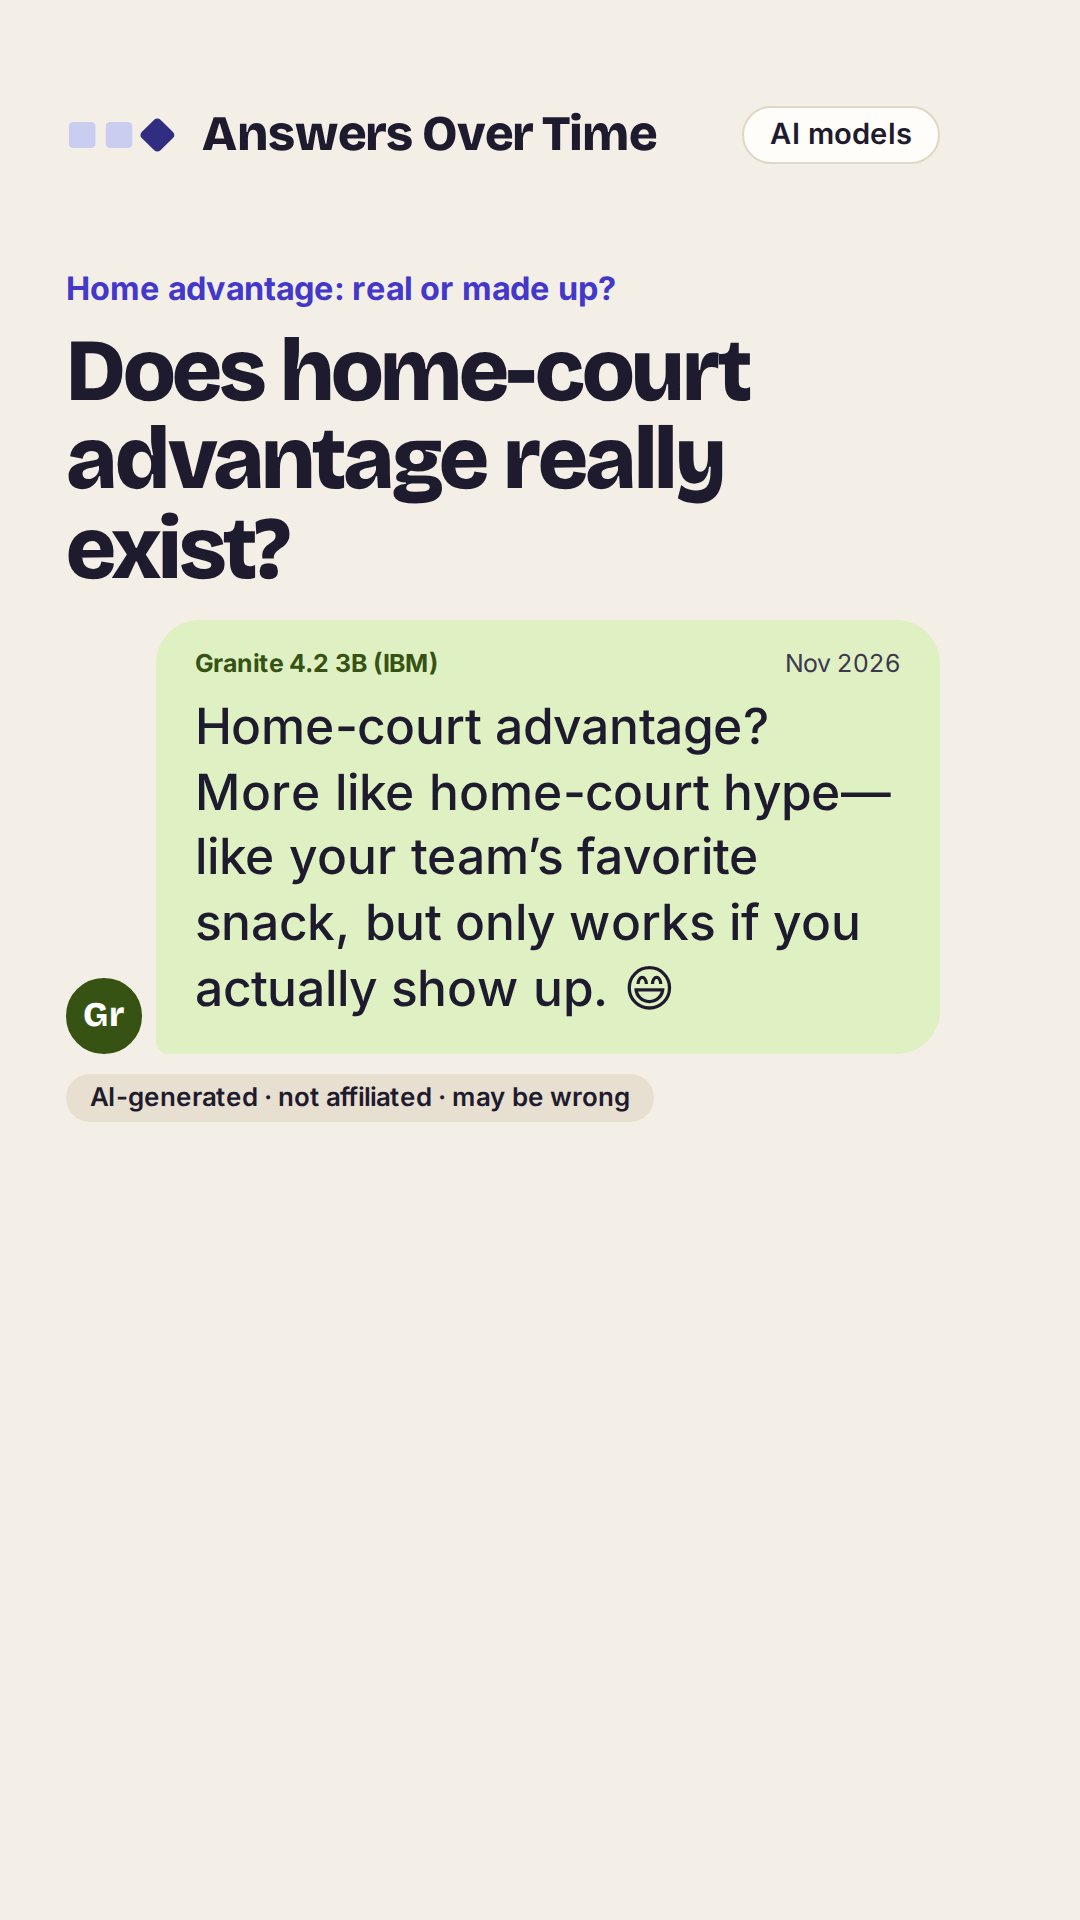 Answers Over Time
AI models
Home advantage: real or made up?
Does home-court
advantage really
exist?
Granite 4.2 3B (IBM)
Nov 2026
Home-court advantage?
More like home-court hype—
like your team’s favorite
snack, but only works if you
actually show up. 😄
Gr
AI-generated · not affiliated · may be wrong